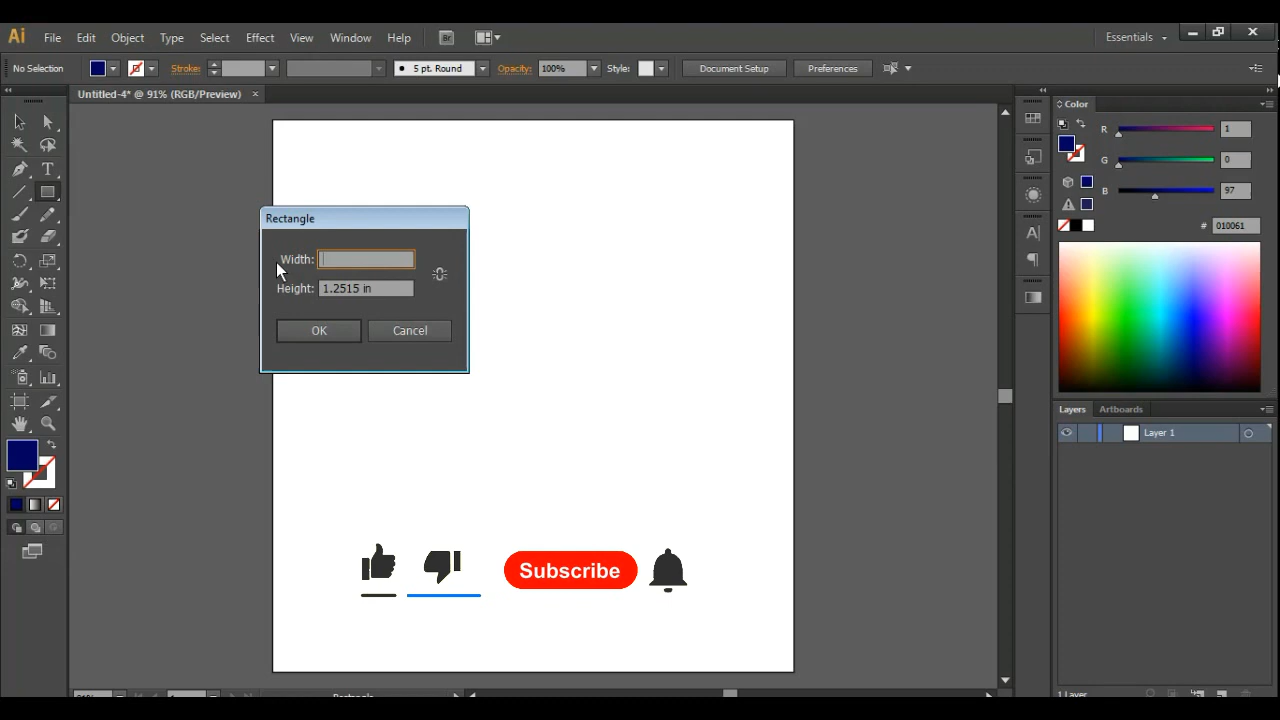 Ai File Edit Object Type Select Effect View Window Help Br Essentials
No Selection Stroke: 5 pt. Round Opacity: 100% Style: Document Setup Preferences
Untitled-4* @ 91% (RGB/Preview) ×
Color
R 1
G 0
B 97
# 010061
Rectangle
Width:
Height: 1.2515 in
OK Cancel
Layers Artboards
Layer 1
Subscribe
Rectangle
1 Layer